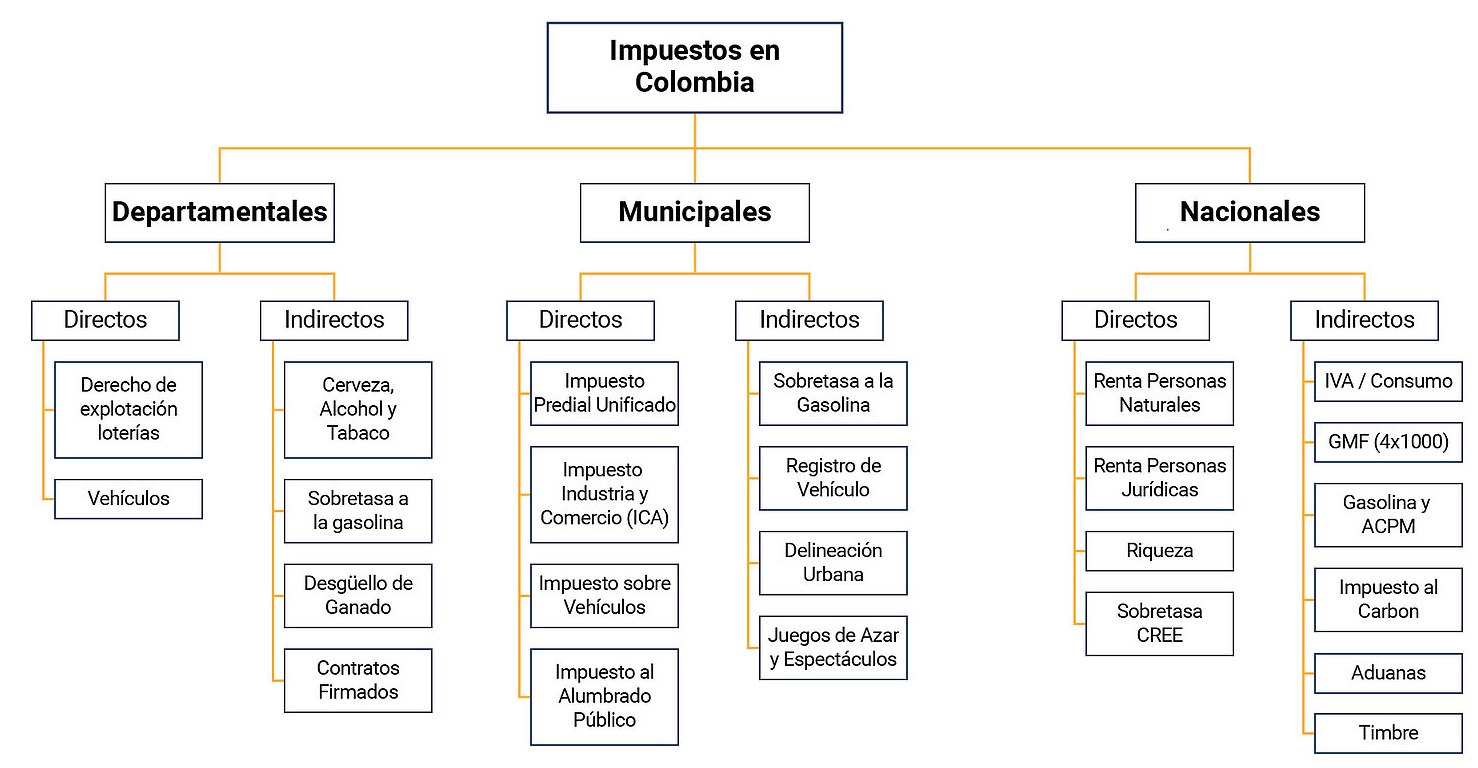 Impuestos en
Colombia
Departamentales
Municipales
Nacionales
Directos
Indirectos
Directos
Indirectos
Directos
Indirectos
Derecho de
explotación
loterías
Vehículos
Cerveza,
Alcohol y
Tabaco
Sobretasa a
la gasolina
Desgüello de
Ganado
Contratos
Firmados
Impuesto
Predial Unificado
Impuesto
Industria y
Comercio (ICA)
Impuesto sobre
Vehículos
Impuesto al
Alumbrado
Público
Sobretasa a la
Gasolina
Registro de
Vehículo
Delineación
Urbana
Juegos de Azar
y Espectáculos
Renta Personas
Naturales
Renta Personas
Jurídicas
Riqueza
Sobretasa
CREE
IVA / Consumo
GMF (4x1000)
Gasolina y
ACPM
Impuesto al
Carbon
Aduanas
Timbre